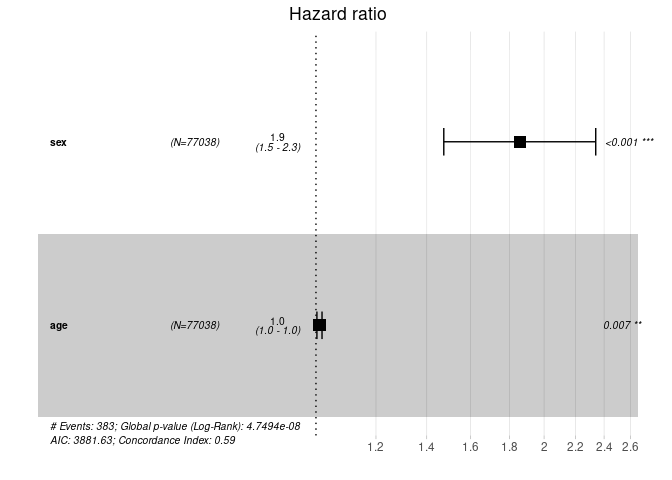 Hazard ratio
sex (N=77038) 1.9 <0.001 ***
(1.5 - 2.3)
age (N=77038) 1.0 0.007 **
(1.0 - 1.0)
# Events: 383; Global p-value (Log-Rank): 4.7494e-08
AIC: 3881.63; Concordance Index: 0.59
1.2 1.4 1.6 1.8 2 2.2 2.4 2.6